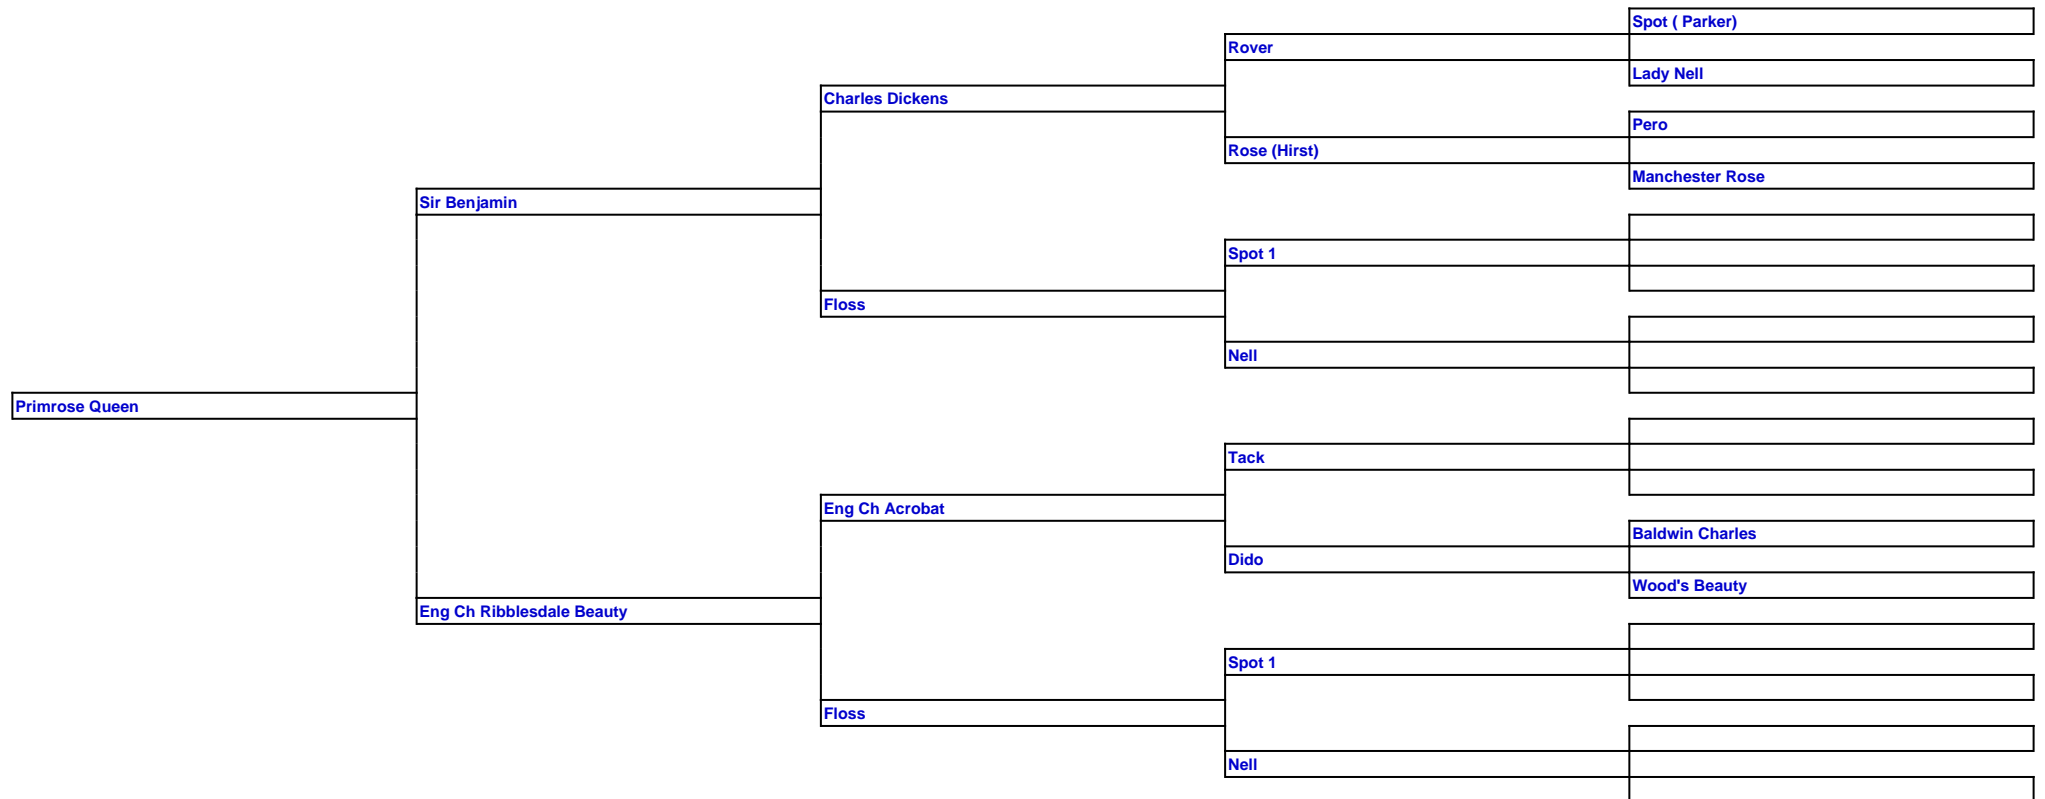 Spot ( Parker)
Rover
Lady Nell
Charles Dickens
Pero
Rose (Hirst)
Manchester Rose
Sir Benjamin
Spot 1
Floss
Nell
Primrose Queen
Tack
Eng Ch Acrobat
Baldwin Charles
Dido
Wood's Beauty
Eng Ch Ribblesdale Beauty
Spot 1
Floss
Nell